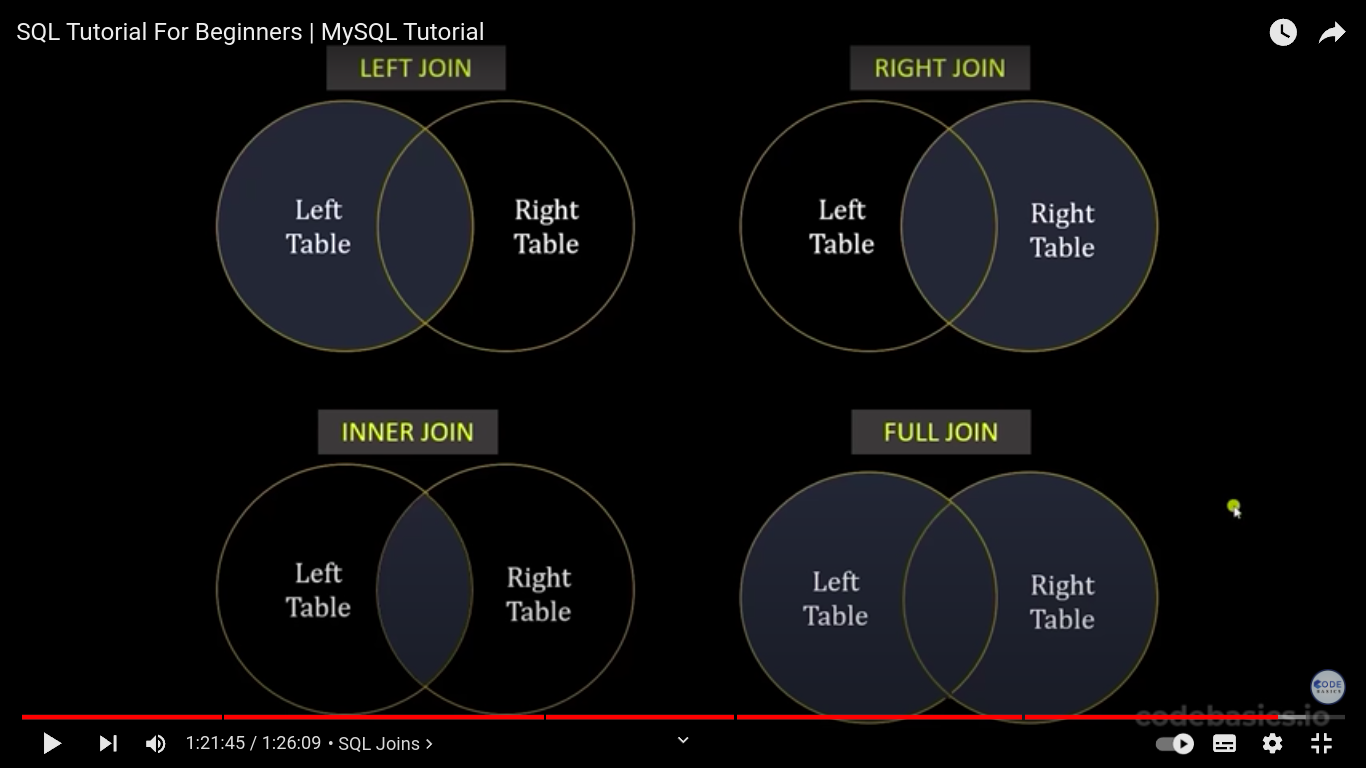 SQL Tutorial For Beginners | MySQL Tutorial
LEFT JOIN
RIGHT JOIN
Left
Table
Right
Table
Left
Table
Right
Table
INNER JOIN
FULL JOIN
Left
Table
Right
Table
Left
Table
Right
Table
CODE
BASICS
codebasics.io
1:21:45 / 1:26:09 • SQL Joins >